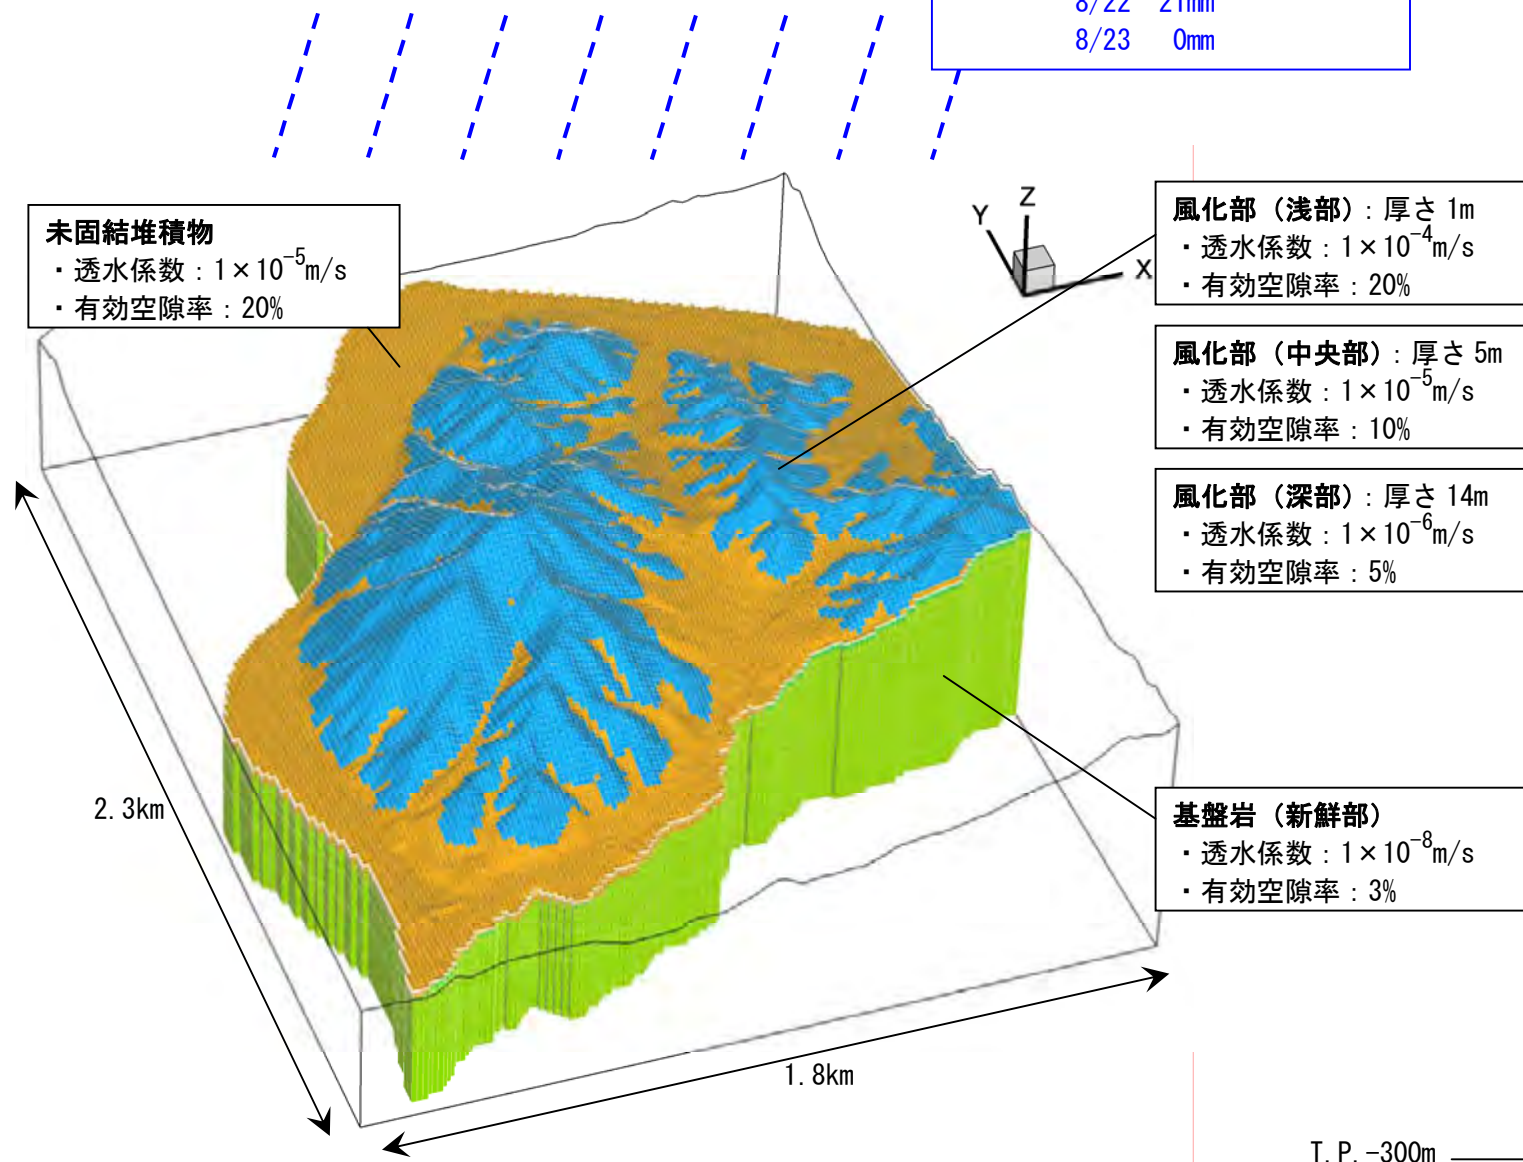 8/22 21mm
8/23 0mm
未固結堆積物
・透水係数：1×10⁻⁵m/s
・有効空隙率：20%
Y
Z
X
風化部（浅部）：厚さ 1m
・透水係数：1×10⁻⁴m/s
・有効空隙率：20%
風化部（中央部）：厚さ 5m
・透水係数：1×10⁻⁵m/s
・有効空隙率：10%
風化部（深部）：厚さ 14m
・透水係数：1×10⁻⁶m/s
・有効空隙率：5%
2.3km
基盤岩（新鮮部）
・透水係数：1×10⁻⁸m/s
・有効空隙率：3%
1.8km
T.P.-300m